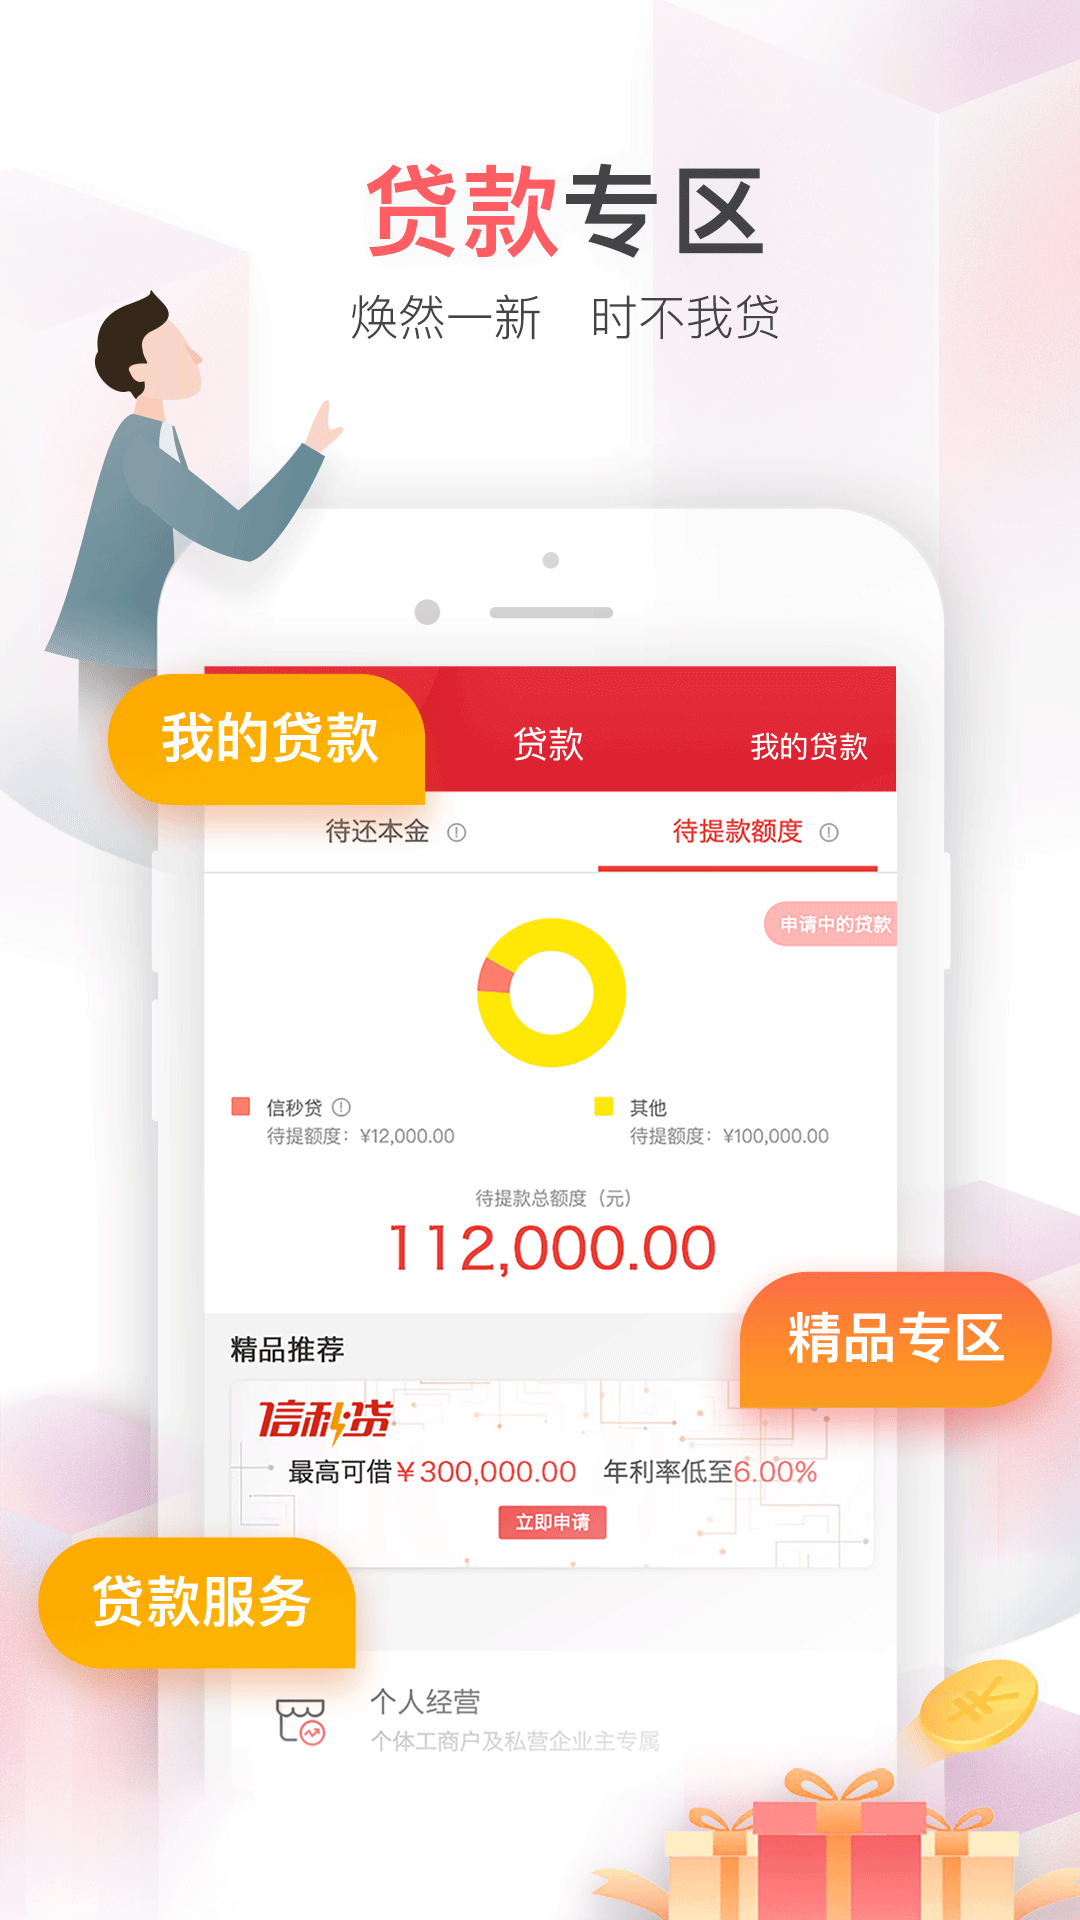 贷款专区
焕然一新 时不我贷
我的贷款
贷款
我的贷款
待还本金
待提款额度
申请中的贷款
信秒贷
待提额度：¥12,000.00
其他
待提额度：¥100,000.00
待提款总额度（元）
112,000.00
精品专区
精品推荐
信秒贷
最高可借¥300,000.00 年利率低至6.00%
立即申请
贷款服务
个人经营
个体工商户及私营企业主专属